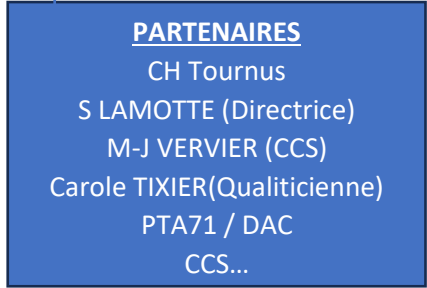 PARTENAIRES
CH Tournus
S LAMOTTE (Directrice)
M-J VERVIER (CCS)
Carole TIXIER(Qualiticienne)
PTA71 / DAC
CCS…